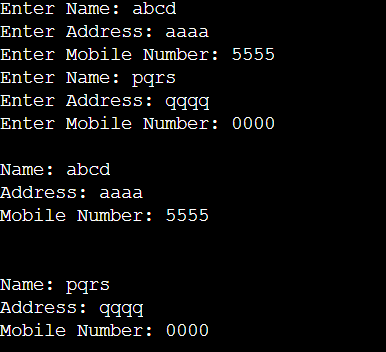 Enter Name: abcd
Enter Address: aaaa
Enter Mobile Number: 5555
Enter Name: pqrs
Enter Address: qqqq
Enter Mobile Number: 0000
Name: abcd
Address: aaaa
Mobile Number: 5555
Name: pqrs
Address: qqqq
Mobile Number: 0000